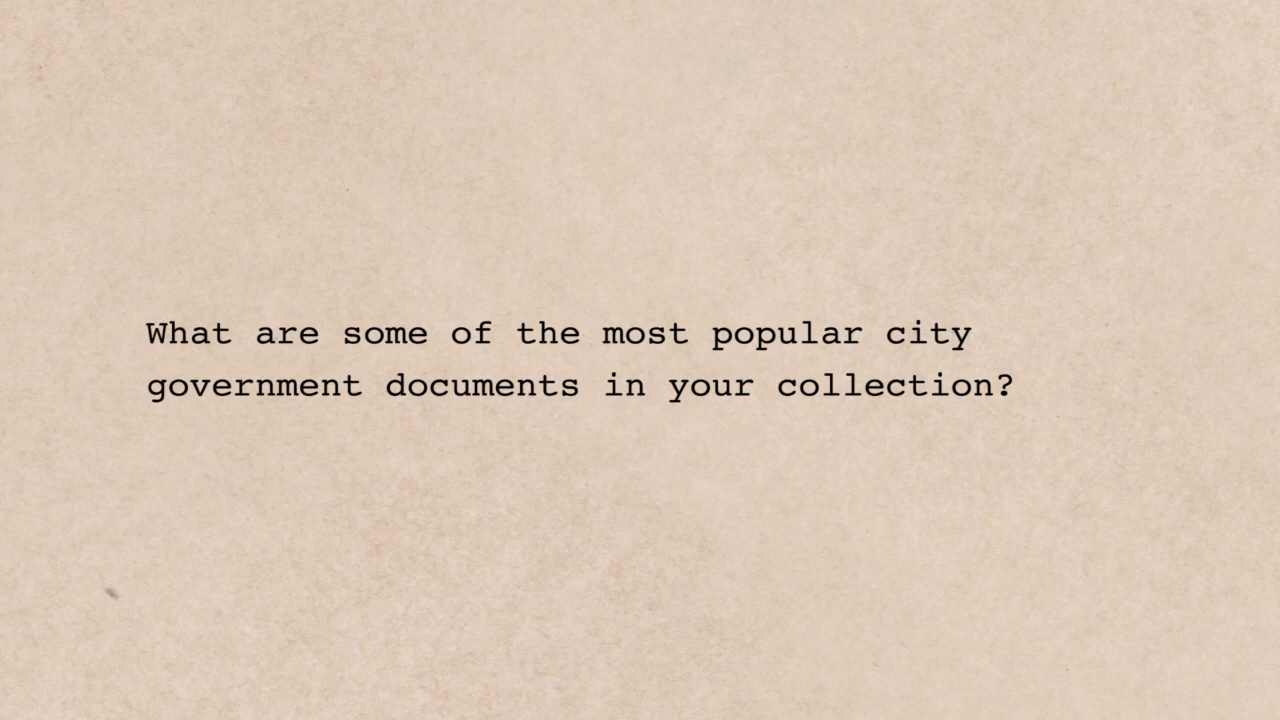 What are some of the most popular city
government documents in your collection?